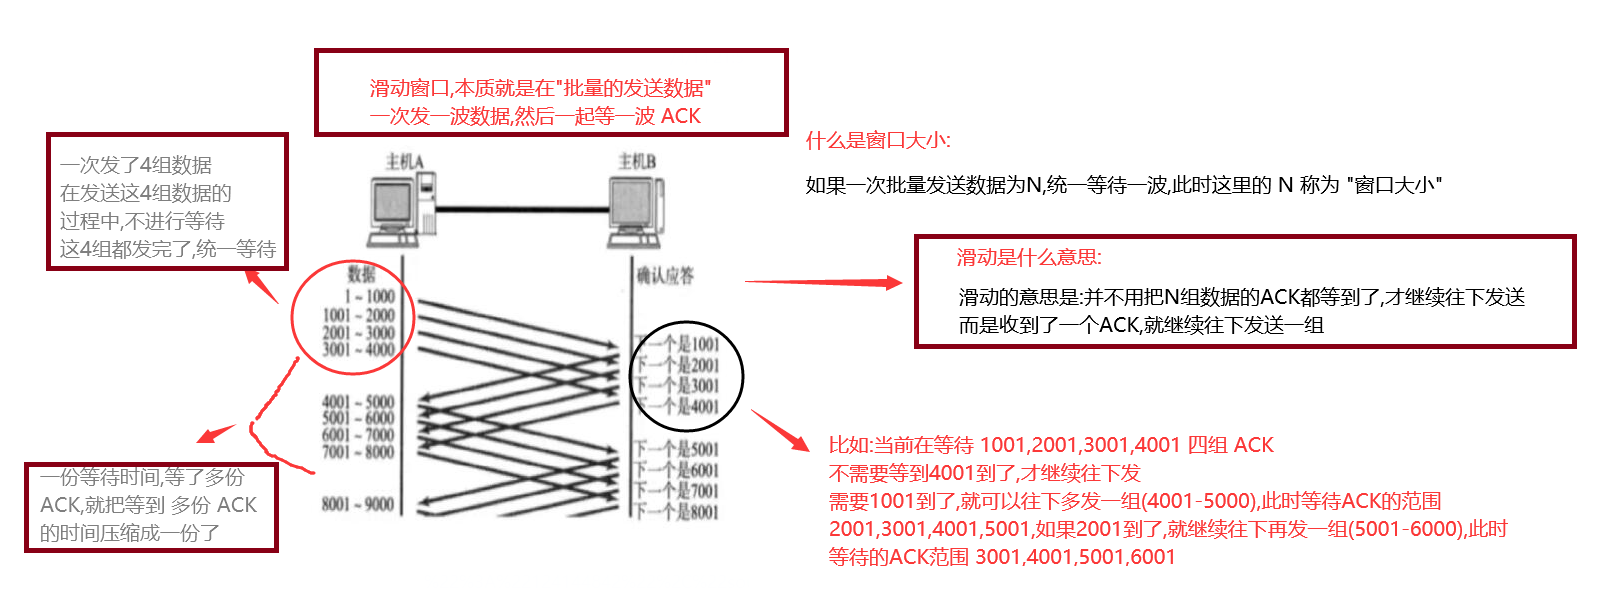 滑动窗口,本质就是在"批量的发送数据"
一次发一波数据,然后一起等一波 ACK
一次发了4组数据
在发送这4组数据的
过程中,不进行等待
这4组都发完了,统一等待
什么是窗口大小:
如果一次批量发送数据为N,统一等待一波,此时这里的 N 称为 "窗口大小"
滑动是什么意思:
滑动的意思是:并不用把N组数据的ACK都等到了,才继续往下发送
而是收到了一个ACK,就继续往下发送一组
主机A
主机B
数据
1 ~ 1000
1001 ~ 2000
2001 ~ 3000
3001 ~ 4000
4001 ~ 5000
5001 ~ 6000
6001 ~ 7000
7001 ~ 8000
8001 ~ 9000
确认应答
下一个是1001
下一个是2001
下一个是3001
下一个是4001
下一个是5001
下一个是6001
下一个是7001
下一个是8001
一份等待时间,等了多份
ACK,就把等到 多份 ACK
的时间压缩成一份了
比如:当前在等待 1001,2001,3001,4001 四组 ACK
不需要等到4001到了,才继续往下发
需要1001到了,就可以往下多发一组(4001-5000),此时等待ACK的范围
2001,3001,4001,5001,如果2001到了,就继续往下再发一组(5001-6000),此时
等待的ACK范围 3001,4001,5001,6001